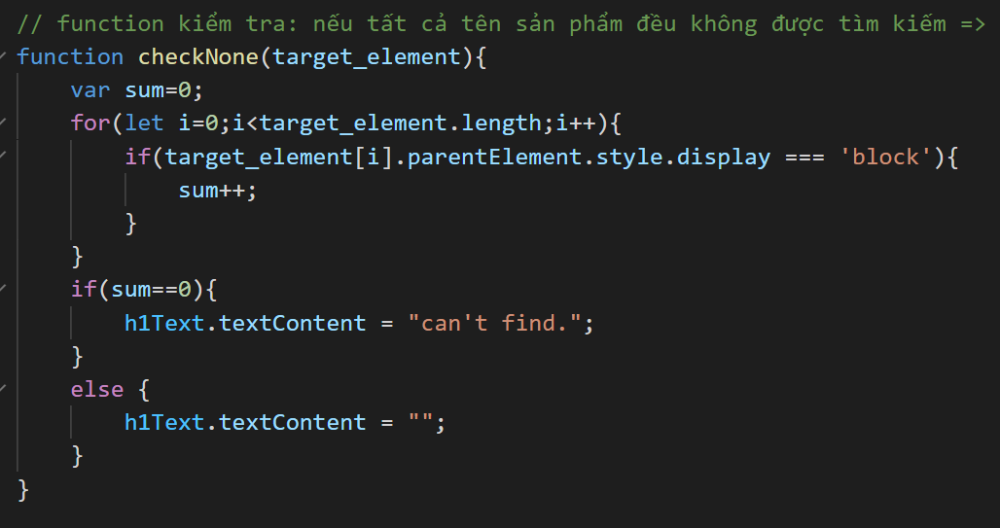 // function kiểm tra: nếu tất cả tên sản phẩm đều không được tìm kiếm =>
function checkNone(target_element){
    var sum=0;
    for(let i=0;i<target_element.length;i++){
        if(target_element[i].parentElement.style.display === 'block'){
            sum++;
        }
    }
    if(sum==0){
        h1Text.textContent = "can't find.";
    }
    else {
        h1Text.textContent = "";
    }
}